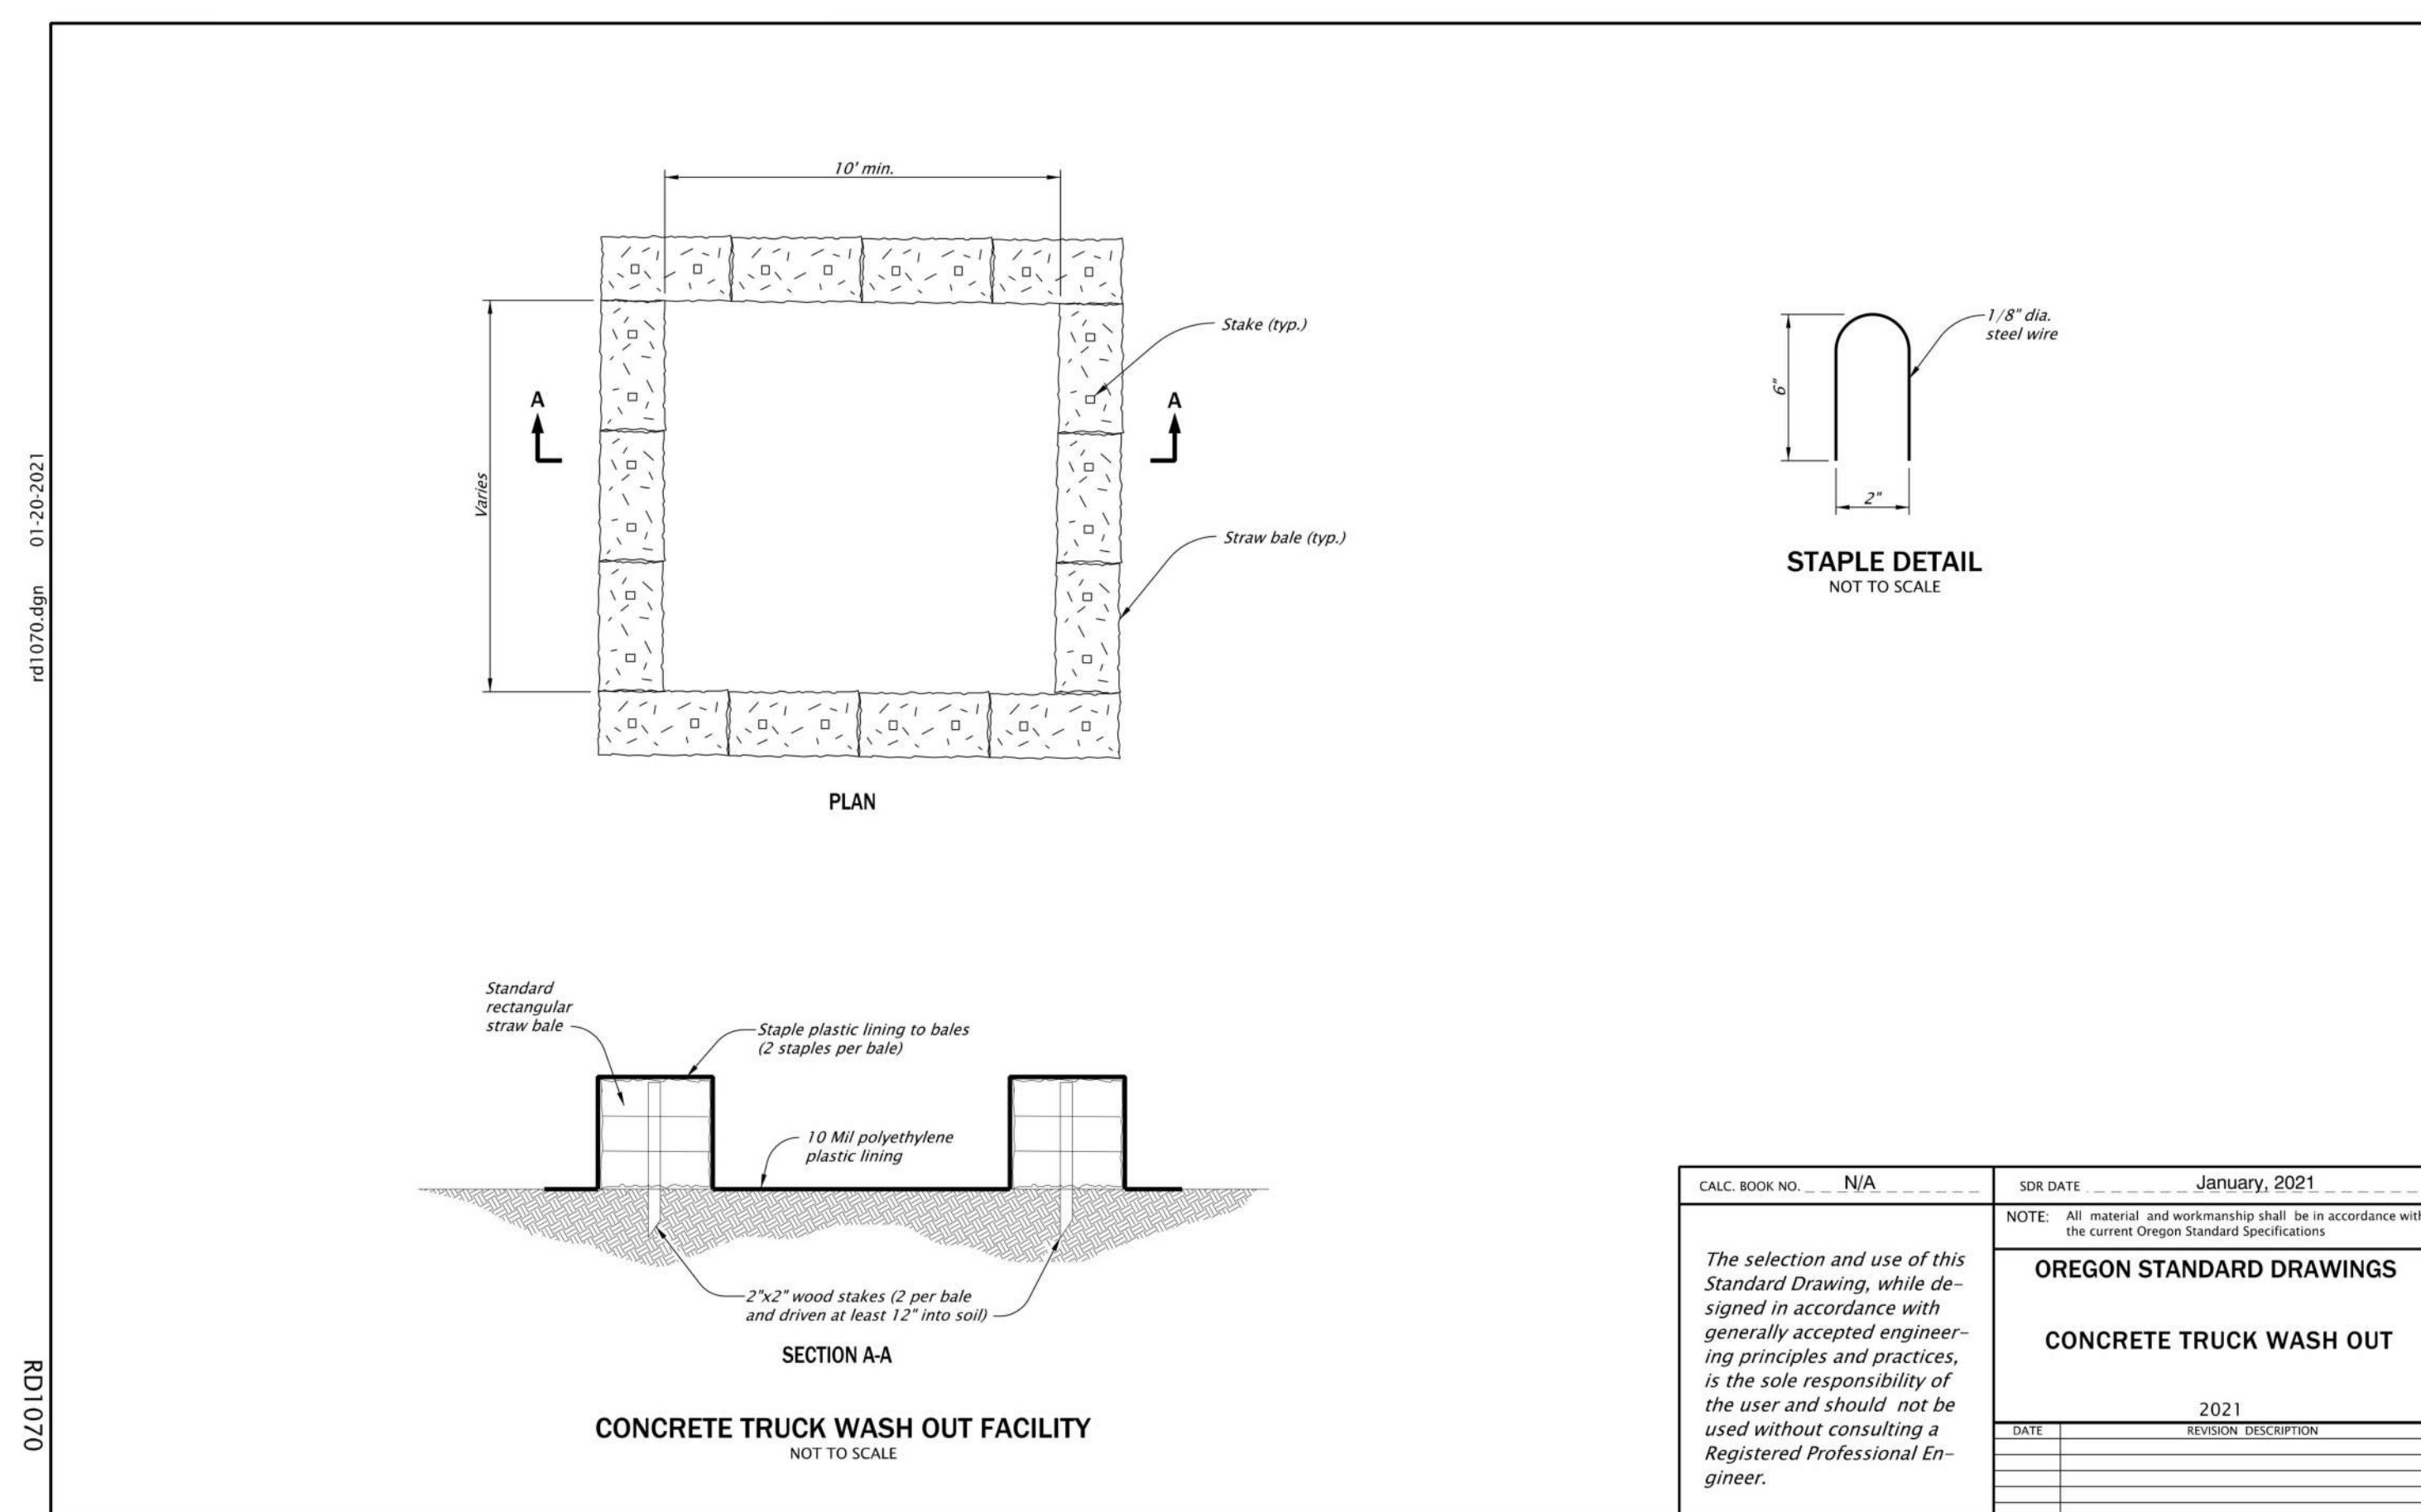 10' min.
A
A
Stake (typ.)
Varies
Straw bale (typ.)
PLAN
1/8" dia.
steel wire
6"
2"
STAPLE DETAIL
NOT TO SCALE
rd1070.dgn 01-20-2021
Standard
rectangular
straw bale
Staple plastic lining to bales
(2 staples per bale)
10 Mil polyethylene
plastic lining
2"x2" wood stakes (2 per bale
and driven at least 12" into soil)
SECTION A-A
CONCRETE TRUCK WASH OUT FACILITY
NOT TO SCALE
RD1070
CALC. BOOK NO. N/A
SDR DATE January, 2021
NOTE: All material and workmanship shall be in accordance with
the current Oregon Standard Specifications
The selection and use of this
Standard Drawing, while de-
signed in accordance with
generally accepted engineer-
ing principles and practices,
is the sole responsibility of
the user and should not be
used without consulting a
Registered Professional En-
gineer.
OREGON STANDARD DRAWINGS
CONCRETE TRUCK WASH OUT
2021
DATE REVISION DESCRIPTION